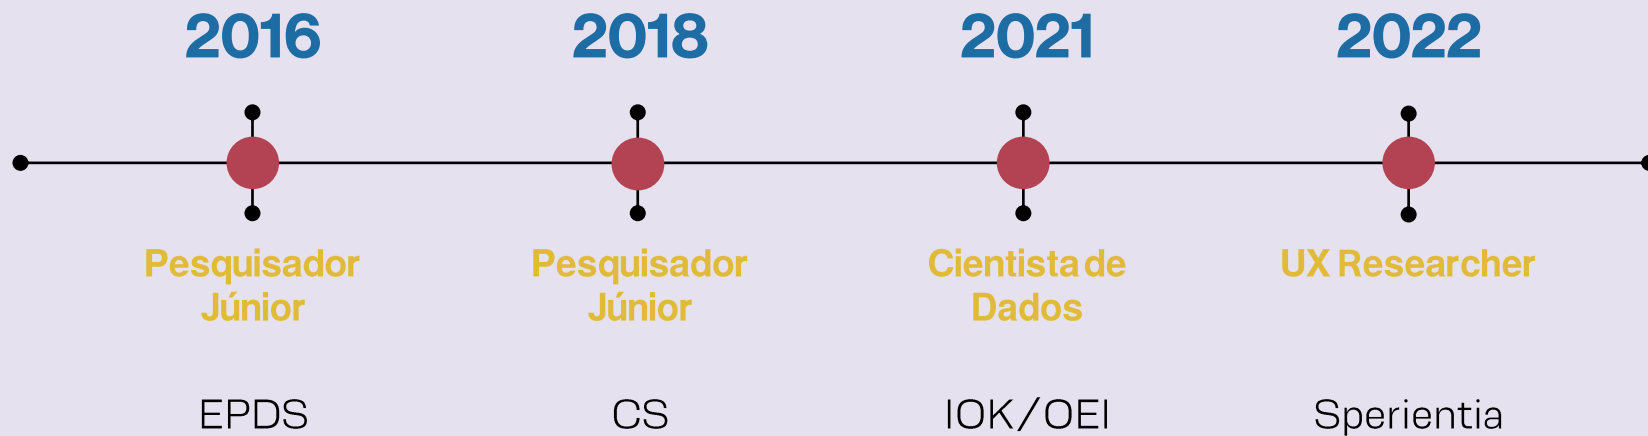 2016
2018
2021
2022
Pesquisador
Júnior
Pesquisador
Júnior
Cientista de
Dados
UX Researcher
EPDS
CS
IOK/OEI
Sperientia